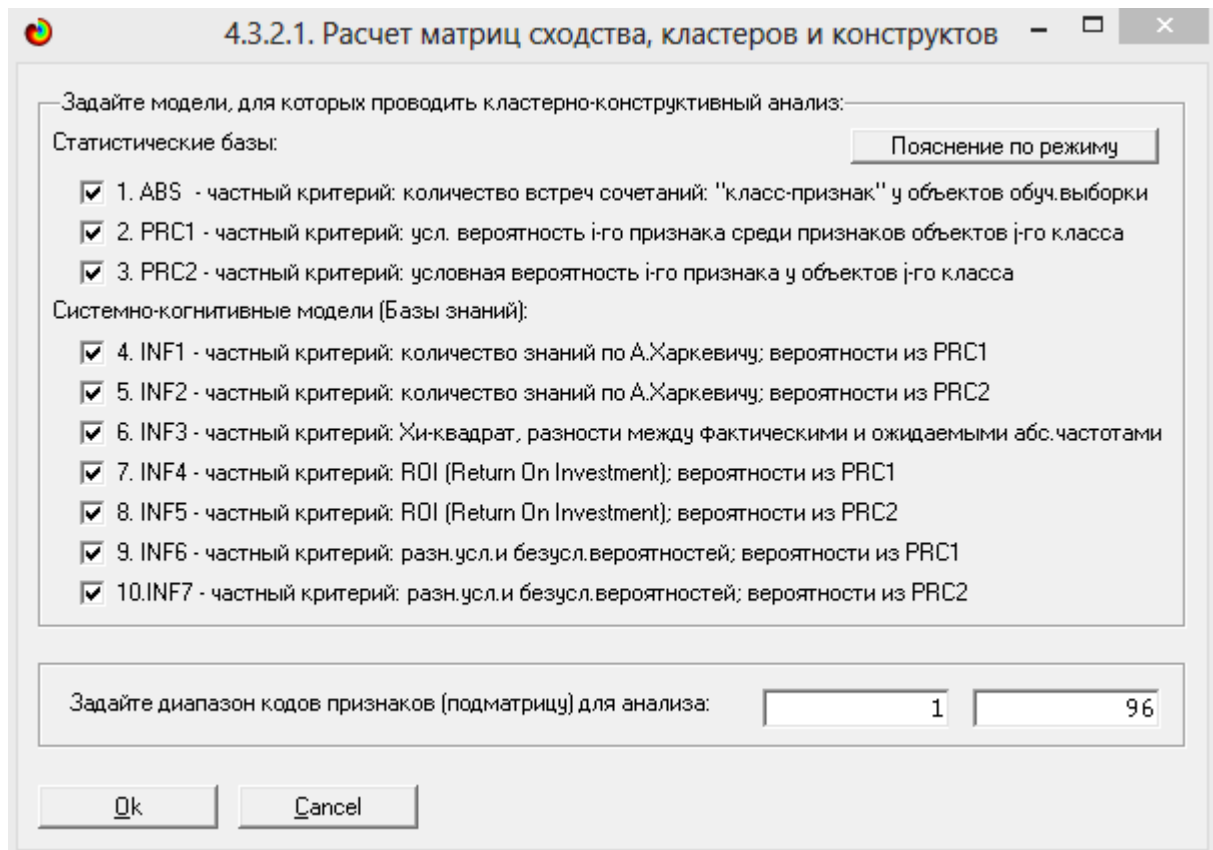 4.3.2.1. Расчет матриц сходства, кластеров и конструктов
Задайте модели, для которых проводить кластерно-конструктивный анализ:
Статистические базы:
Пояснение по режиму
1. ABS - частный критерий: количество встреч сочетаний: "класс-признак" у объектов обуч.выборки
2. PRC1 - частный критерий: усл. вероятность i-го признака среди признаков объектов j-го класса
3. PRC2 - частный критерий: условная вероятность i-го признака у объектов j-го класса
Системно-когнитивные модели (Базы знаний):
4. INF1 - частный критерий: количество знаний по А.Харкевичу; вероятности из PRC1
5. INF2 - частный критерий: количество знаний по А.Харкевичу; вероятности из PRC2
6. INF3 - частный критерий: Хи-квадрат, разности между фактическими и ожидаемыми абс.частотами
7. INF4 - частный критерий: ROI (Return On Investment); вероятности из PRC1
8. INF5 - частный критерий: ROI (Return On Investment); вероятности из PRC2
9. INF6 - частный критерий: разн.усл.и безусл.вероятностей; вероятности из PRC1
10.INF7 - частный критерий: разн.усл.и безусл.вероятностей; вероятности из PRC2
Задайте диапазон кодов признаков (подматрицу) для анализа: 1 96
Ok Cancel